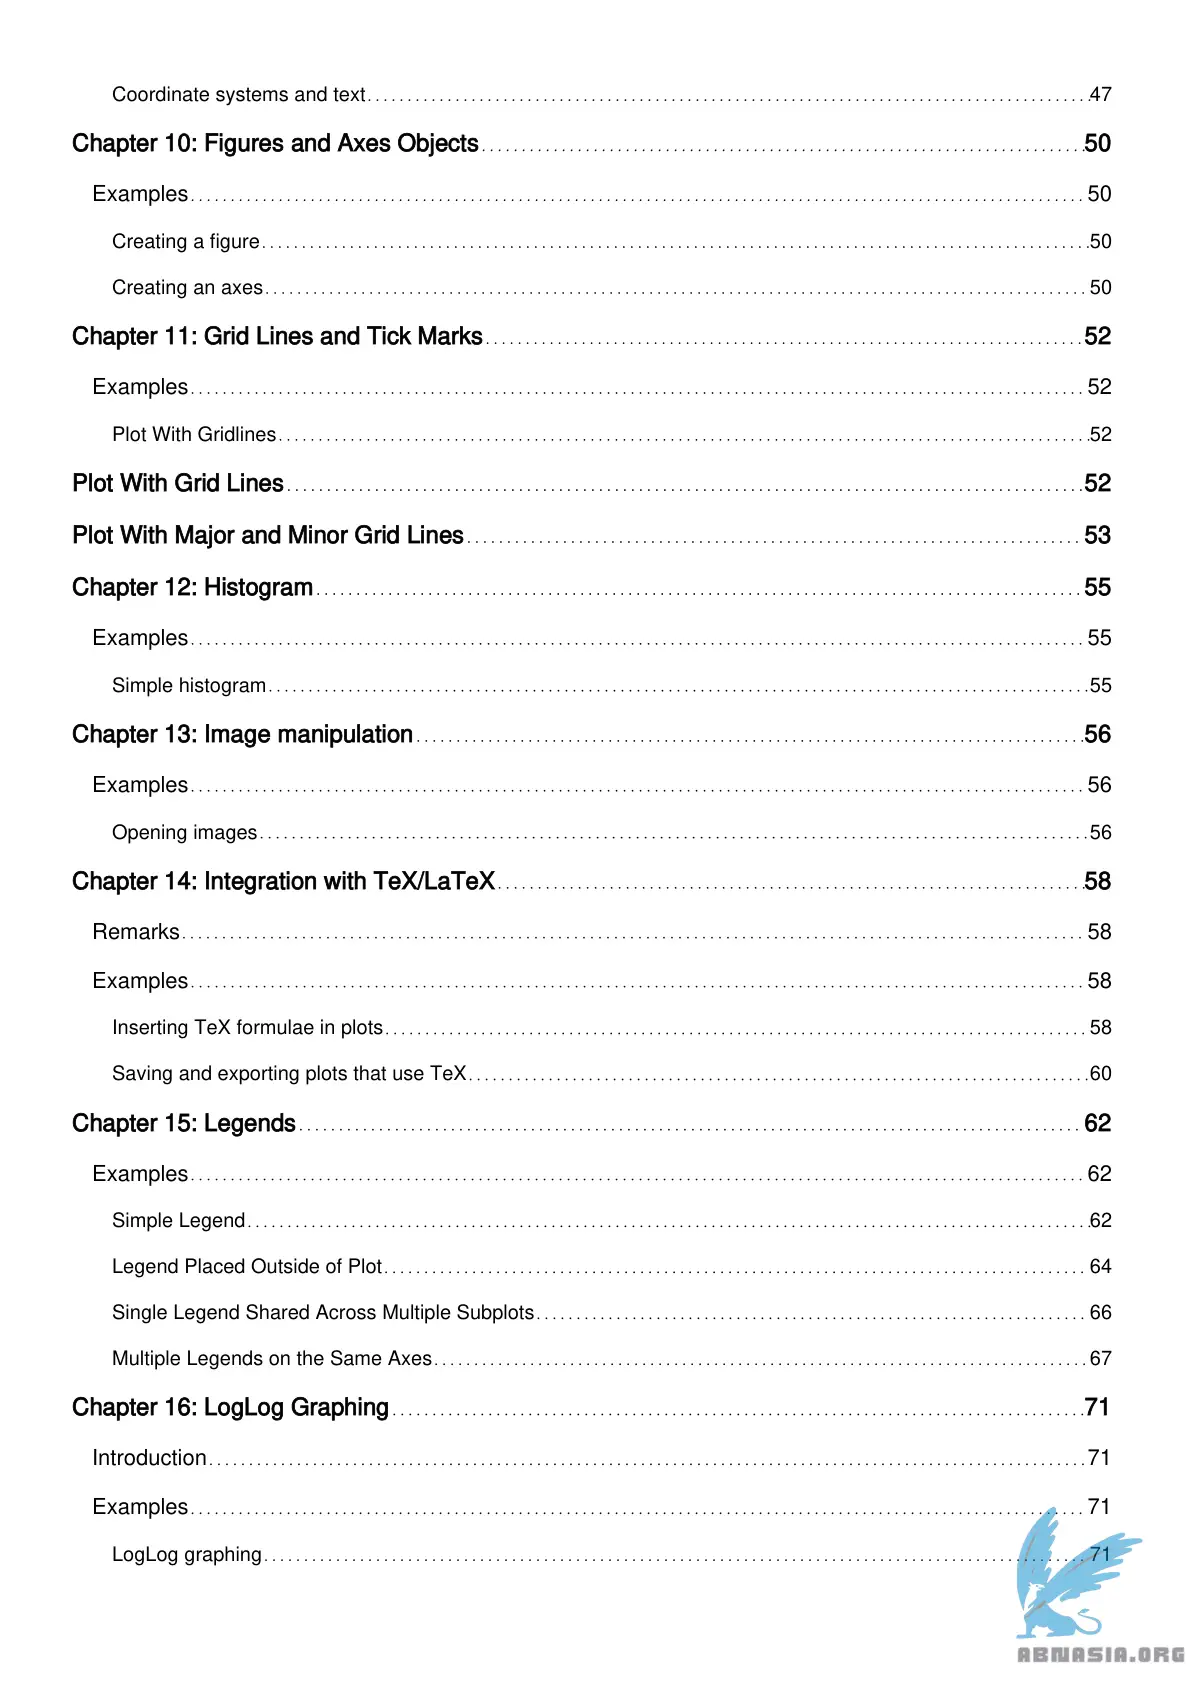 Coordinate systems and text 47
Chapter 10: Figures and Axes Objects 50
Examples 50
Creating a figure 50
Creating an axes 50
Chapter 11: Grid Lines and Tick Marks 52
Examples 52
Plot With Gridlines 52
Plot With Grid Lines 52
Plot With Major and Minor Grid Lines 53
Chapter 12: Histogram 55
Examples 55
Simple histogram 55
Chapter 13: Image manipulation 56
Examples 56
Opening images 56
Chapter 14: Integration with TeX/LaTeX 58
Remarks 58
Examples 58
Inserting TeX formulae in plots 58
Saving and exporting plots that use TeX 60
Chapter 15: Legends 62
Examples 62
Simple Legend 62
Legend Placed Outside of Plot 64
Single Legend Shared Across Multiple Subplots 66
Multiple Legends on the Same Axes 67
Chapter 16: LogLog Graphing 71
Introduction 71
Examples 71
LogLog graphing 71
ABNASIA.ORG